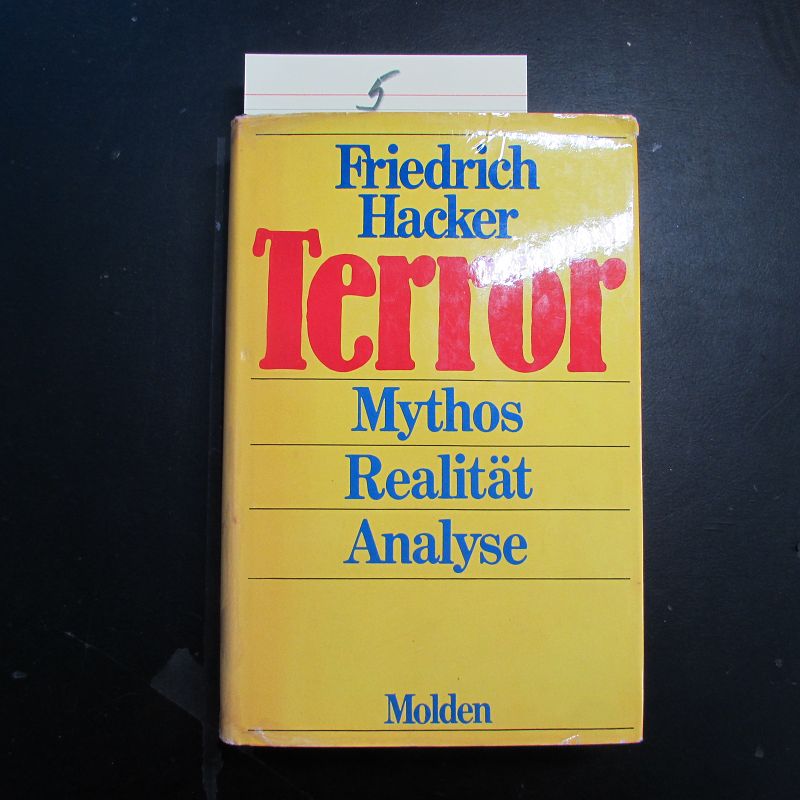 5
Friedrich
Hacker
Terror
Mythos
Realität
Analyse
Molden